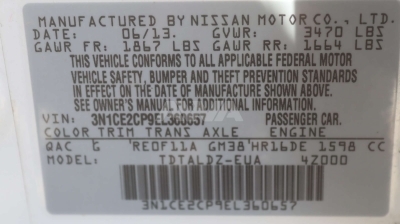 MANUFACTURED BY NISSAN MOTOR CO., LTD.
DATE: 06/13. GVWR: 3470 LBS
GAWR FR: 1867 LBS GAWR RR: 1664 LBS
THIS VEHICLE CONFORMS TO ALL APPLICABLE FEDERAL MOTOR
VEHICLE SAFETY, BUMPER AND THEFT PREVENTION STANDARDS
IN EFFECT ON THE DATE OF MANUFACTURE SHOWN ABOVE.
SEE OWNER'S MANUAL FOR ADDITIONAL INFORMATION.
VIN: 3N1CE2CP9EL360657 PASSENGER CAR.
COLOR TRIM TRANS AXLE ENGINE
QAC G RE0F11A GM38 HR16DE 1598 CC
MODEL: TDTALDZ-EUA 4Z000
3N1CE2CP9EL360657